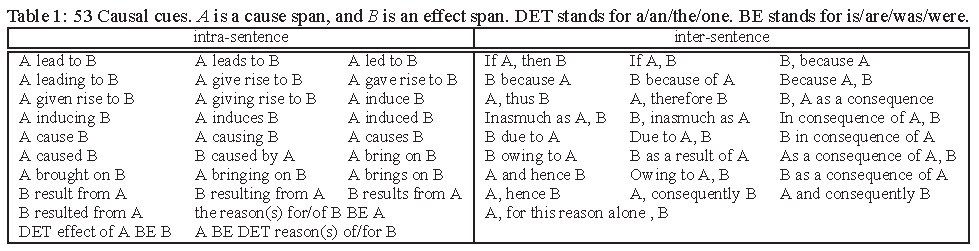 Table 1: 53 Causal cues. A is a cause span, and B is an effect span. DET stands for a/an/the/one. BE stands for is/are/was/were.
intra-sentence inter-sentence
A lead to B A leads to B A led to B If A, then B If A, B B, because A
A leading to B A give rise to B A gave rise to B B because A B because of A Because A, B
A given rise to B A giving rise to B A induce B A, thus B A, therefore B B, A as a consequence
A inducing B A induces B A induced B Inasmuch as A, B B, inasmuch as A In consequence of A, B
A cause B A causing B A causes B B due to A Due to A, B B in consequence of A
A caused B B caused by A A bring on B B owing to A B as a result of A As a consequence of A, B
A brought on B A bringing on B A brings on B A and hence B Owing to A, B B as a consequence of A
B result from A B resulting from A B results from A A, hence B A, consequently B A and consequently B
B resulted from A the reason(s) for/of B BE A A, for this reason alone , B
DET effect of A BE B A BE DET reason(s) of/for B